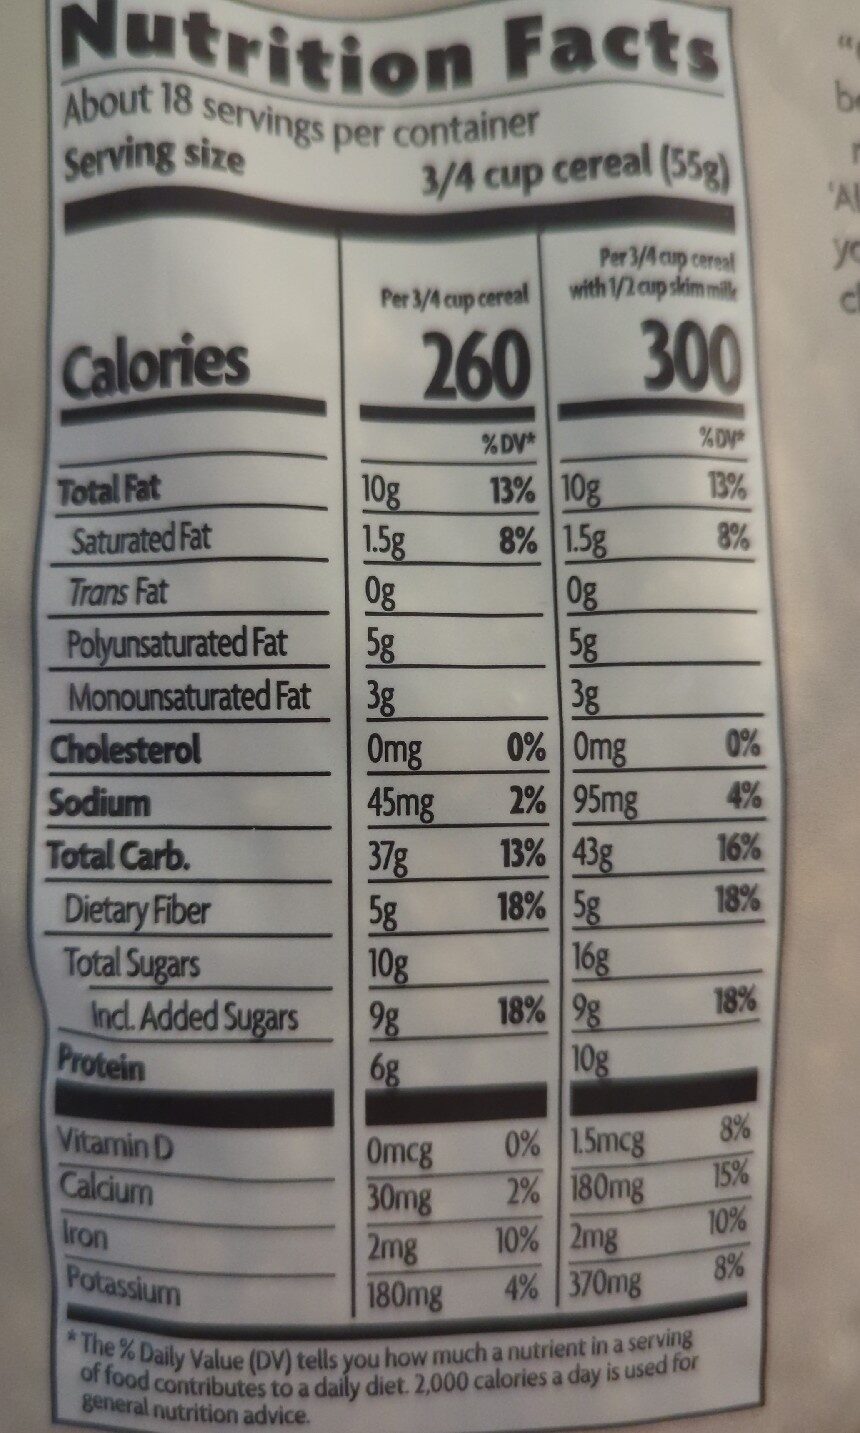 Nutrition Facts
About 18 servings per container
Serving size 3/4 cup cereal (55g)
Per 3/4 cup cereal
Per 3/4 cup cereal
with 1/2 cup skim milk
Calories 260 300
% DV* % DV*
Total Fat 10g 13% 10g 13%
Saturated Fat 1.5g 8% 1.5g 8%
Trans Fat 0g 0g
Polyunsaturated Fat 5g 5g
Monounsaturated Fat 3g 3g
Cholesterol 0mg 0% 0mg 0%
Sodium 45mg 2% 95mg 4%
Total Carb. 37g 13% 43g 16%
Dietary Fiber 5g 18% 5g 18%
Total Sugars 10g 16g
Incl. Added Sugars 9g 18% 9g 18%
Protein 6g 10g
Vitamin D 0mcg 0% 1.5mcg 8%
Calcium 30mg 2% 180mg 15%
Iron 2mg 10% 2mg 10%
Potassium 180mg 4% 370mg 8%
* The % Daily Value (DV) tells you how much a nutrient in a serving
of food contributes to a daily diet. 2,000 calories a day is used for
general nutrition advice.